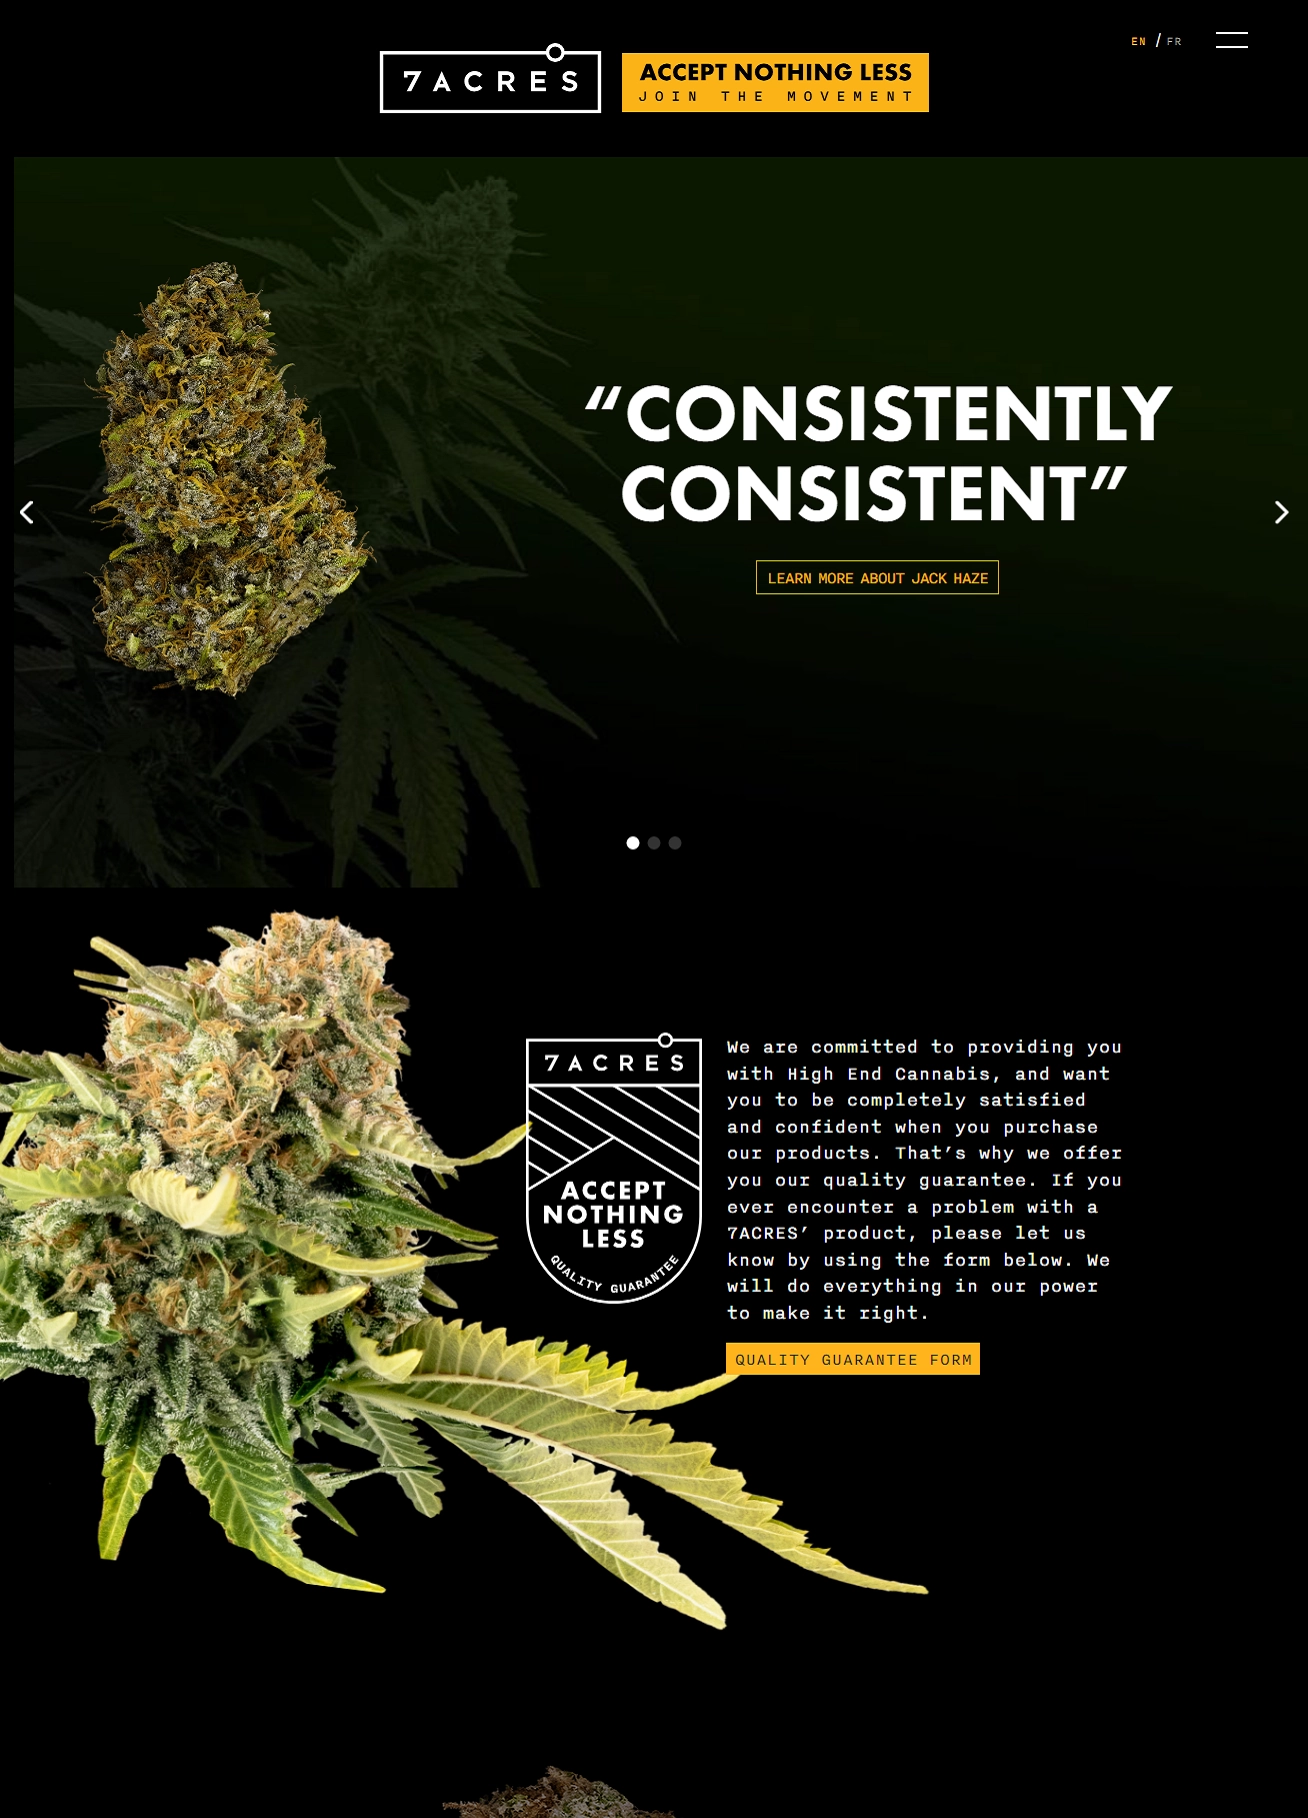 7ACRES
ACCEPT NOTHING LESS
JOIN THE MOVEMENT
EN / FR
“CONSISTENTLY
CONSISTENT”
LEARN MORE ABOUT JACK HAZE
7ACRES
ACCEPT
NOTHING
LESS
QUALITY GUARANTEE
We are committed to providing you
with High End Cannabis, and want
you to be completely satisfied
and confident when you purchase
our products. That’s why we offer
you our quality guarantee. If you
ever encounter a problem with a
7ACRES’ product, please let us
know by using the form below. We
will do everything in our power
to make it right.
QUALITY GUARANTEE FORM